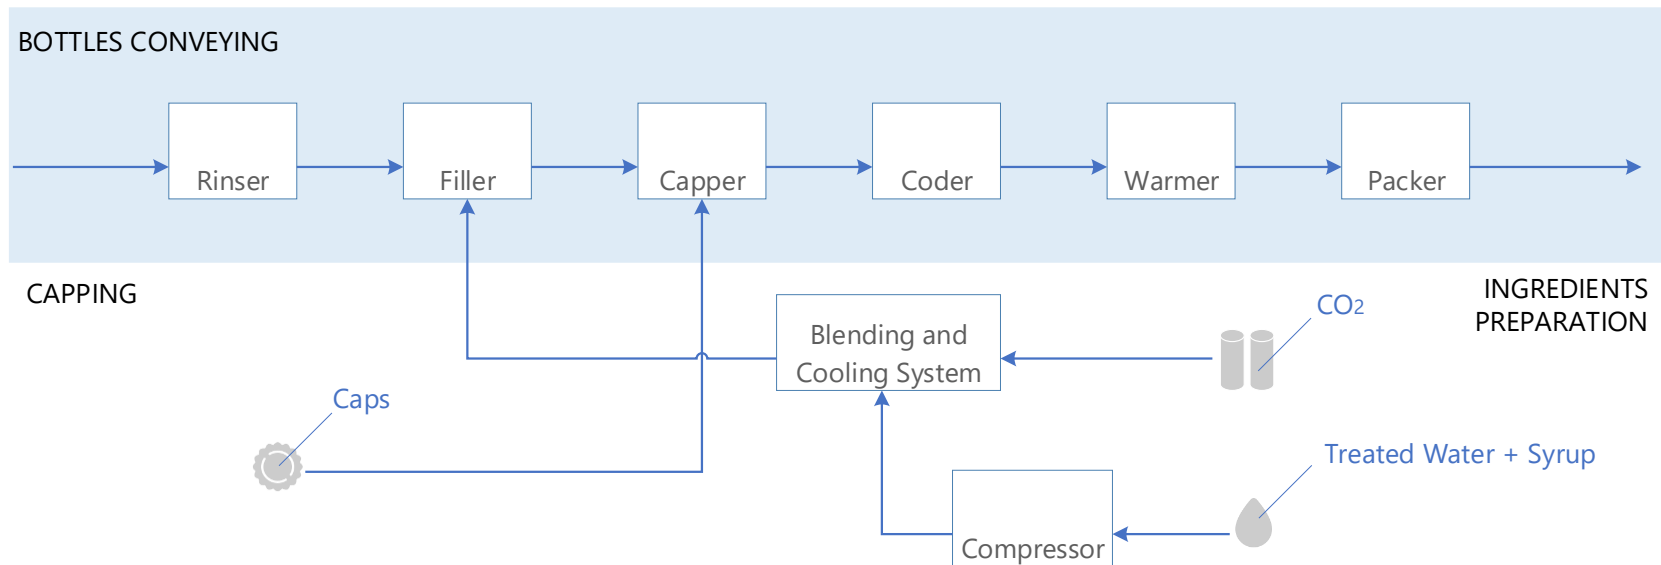 BOTTLES CONVEYING
Rinser
Filler
Capper
Coder
Warmer
Packer
CAPPING
INGREDIENTS
PREPARATION
CO2
Blending and
Cooling System
Caps
Treated Water + Syrup
Compressor